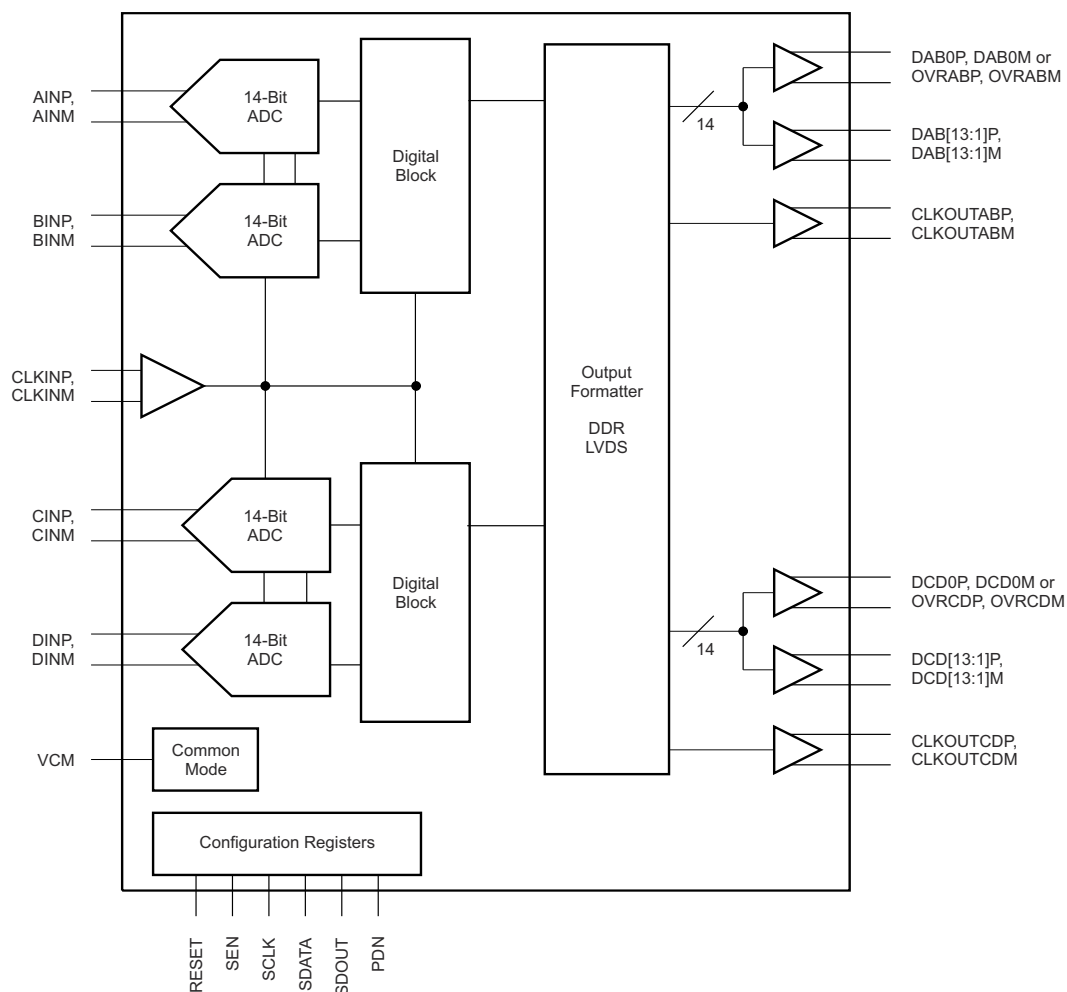 AINP,
AINM
14-Bit
ADC
Digital
Block
14
DAB0P, DAB0M or
OVRABP, OVRABM
DAB[13:1]P,
DAB[13:1]M
BINP,
BINM
14-Bit
ADC
CLKOUTABP,
CLKOUTABM
CLKINP,
CLKINM
Output
Formatter
DDR
LVDS
CINP,
CINM
14-Bit
ADC
Digital
Block
DINP,
DINM
14-Bit
ADC
14
DCD0P, DCD0M or
OVRCDP, OVRCDM
DCD[13:1]P,
DCD[13:1]M
VCM
Common
Mode
CLKOUTCDP,
CLKOUTCDM
Configuration Registers
RESET
SEN
SCLK
SDATA
SDOUT
PDN